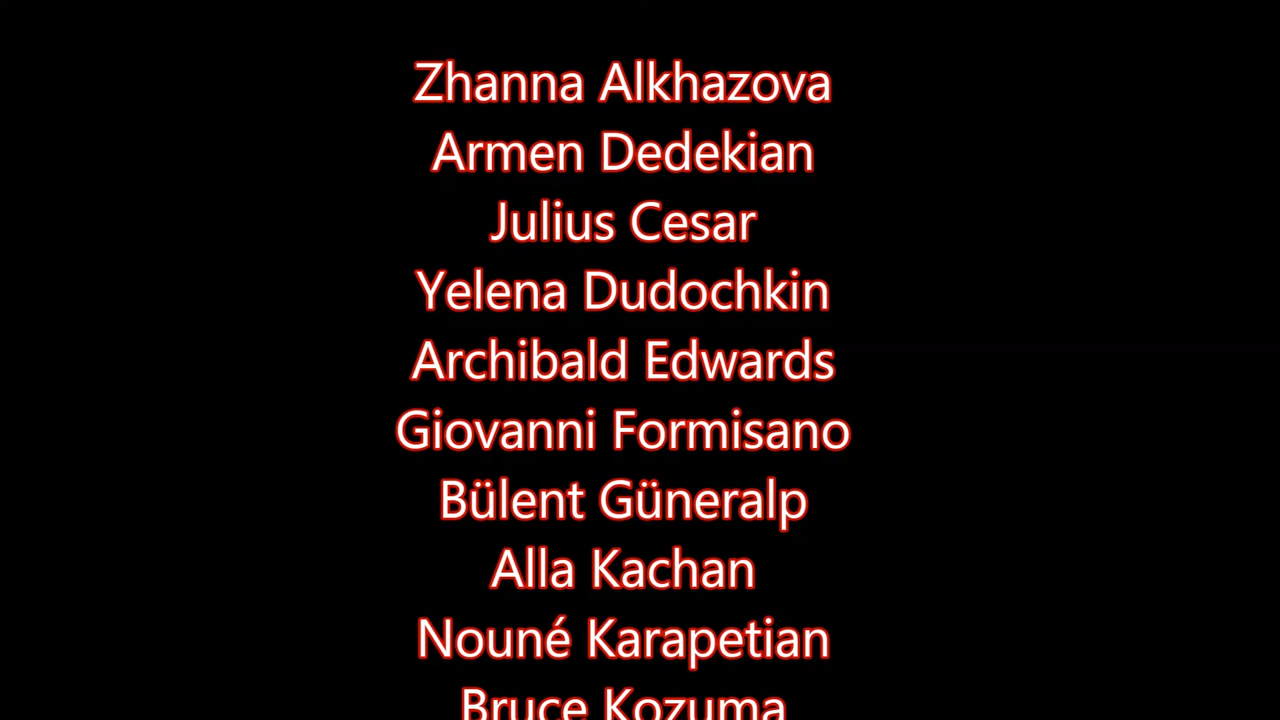 Zhanna Alkhazova
Armen Dedekian
Julius Cesar
Yelena Dudochkin
Archibald Edwards
Giovanni Formisano
Bülent Güneralp
Alla Kachan
Nouné Karapetian
Bruce Kozuma